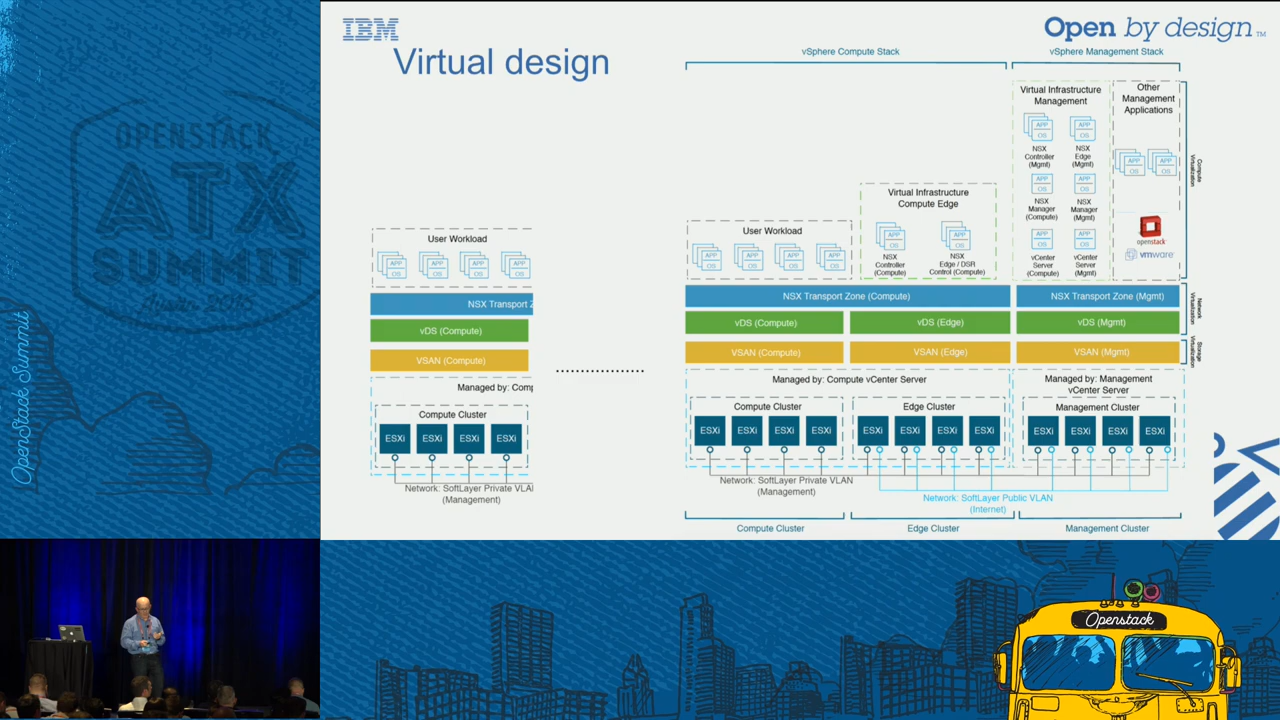 IBM
Open by design™
Virtual design
vSphere Compute Stack
vSphere Management Stack
Virtual Infrastructure
Management
APP
OS
APP
OS
NSX
Controller
(Mgmt)
NSX
Edge
(Mgmt)
APP
OS
APP
OS
NSX
Manager
(Compute)
NSX
Manager
(Mgmt)
APP
OS
APP
OS
vCenter
Server
(Compute)
vCenter
Server
(Mgmt)
Other
Management
Applications
APP
OS
APP
OS
openstack
vmware
Compute
Virtualization
Network
Virtualization
Storage
Virtualization
User Workload
APP
OS
APP
OS
APP
OS
APP
OS
NSX Transport Z
vDS (Compute)
VSAN (Compute)
Managed by: Comp
Compute Cluster
ESXi ESXi ESXi ESXi
Network: SoftLayer Private VLA
(Management)
User Workload
APP
OS
APP
OS
APP
OS
APP
OS
Virtual Infrastructure
Compute Edge
APP
OS
APP
OS
NSX
Controller
(Compute)
NSX
Edge / DSR
Control (Compute)
NSX Transport Zone (Compute)
NSX Transport Zone (Mgmt)
vDS (Compute)
vDS (Edge)
vDS (Mgmt)
VSAN (Compute)
VSAN (Edge)
VSAN (Mgmt)
Managed by: Compute vCenter Server
Managed by: Management
vCenter Server
Compute Cluster
Edge Cluster
Management Cluster
ESXi ESXi ESXi ESXi
ESXi ESXi ESXi ESXi
ESXi ESXi ESXi ESXi
Network: SoftLayer Private VLAN
(Management)
Network: SoftLayer Public VLAN
(Internet)
Compute Cluster
Edge Cluster
Management Cluster
OPENSTACK
ATX
OpenStack Summit
Openstack